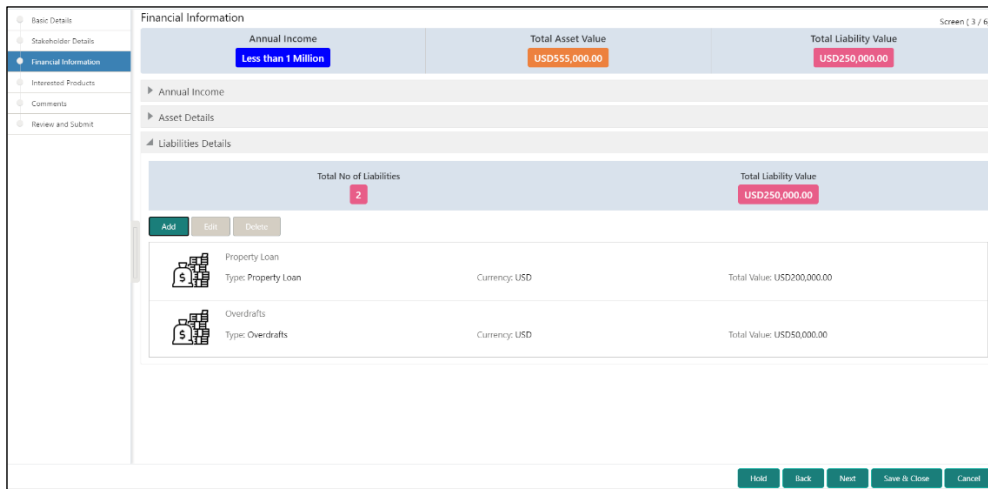 Basic Details
Stakeholder Details
Financial Information
Interested Products
Comments
Review and Submit
Financial Information
Screen ( 3 / 6
Annual Income Total Asset Value Total Liability Value
Less than 1 Million USD555,000.00 USD250,000.00
Annual Income
Asset Details
Liabilities Details
Total No of Liabilities Total Liability Value
2 USD250,000.00
Add Edit Delete
Property Loan
Type: Property Loan Currency: USD Total Value: USD200,000.00
Overdrafts
Type: Overdrafts Currency: USD Total Value: USD50,000.00
Hold Back Next Save & Close Cancel